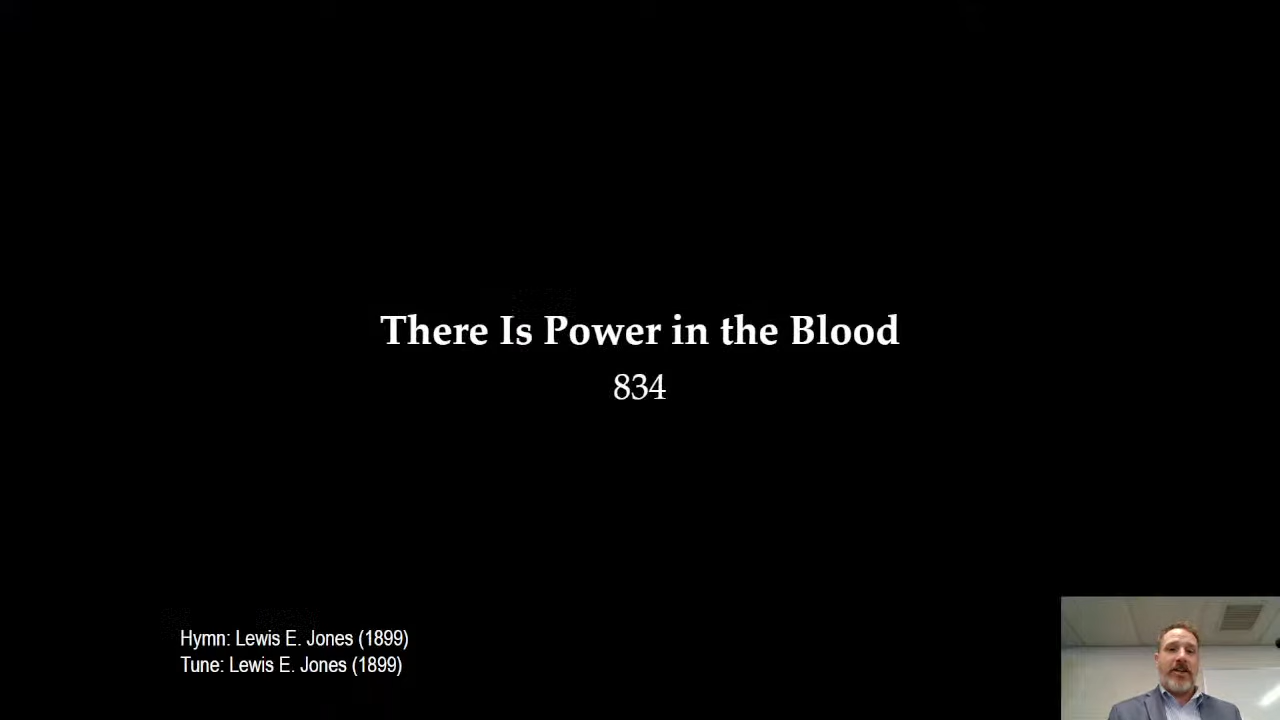 There Is Power in the Blood
834
Hymn: Lewis E. Jones (1899)
Tune: Lewis E. Jones (1899)